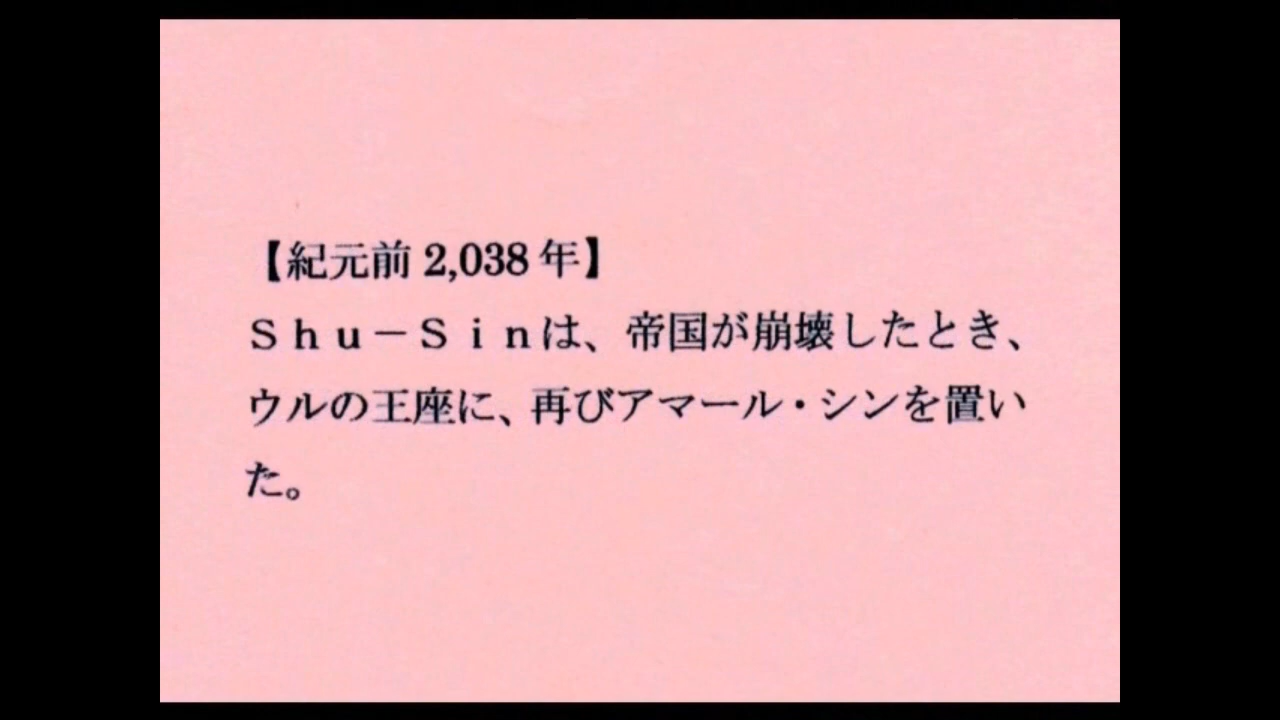 【紀元前 2,038 年】
Ｓｈｕ－Ｓｉｎは、帝国が崩壊したとき、
ウルの王座に、再びアマール・シンを置い
た。